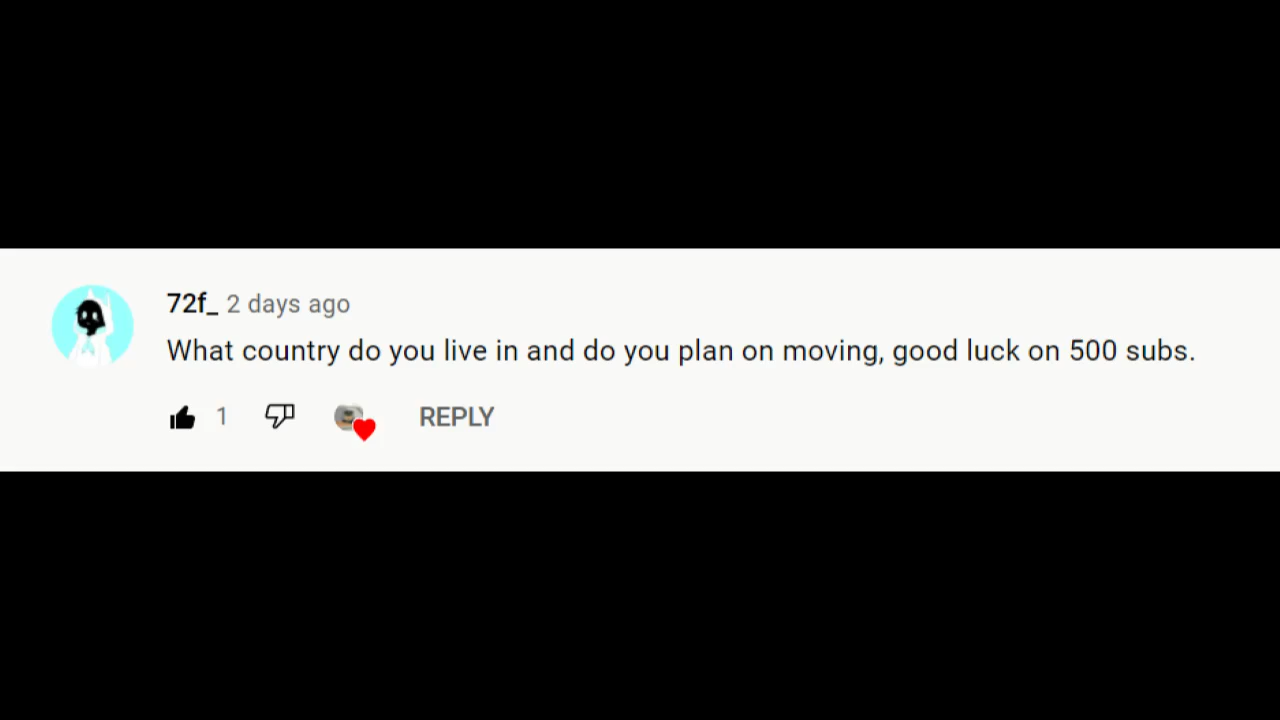 72f_ 2 days ago
What country do you live in and do you plan on moving, good luck on 500 subs.
1 REPLY